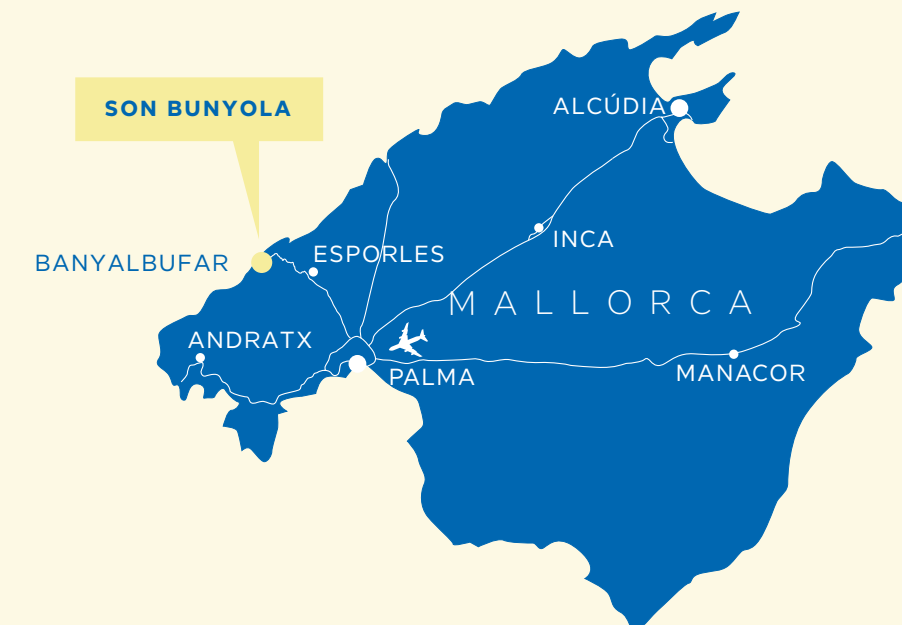 ALCÚDIA
SON BUNYOLA
INCA
ESPORLES
BANYALBUFAR
MALLORCA
ANDRATX
PALMA
MANACOR